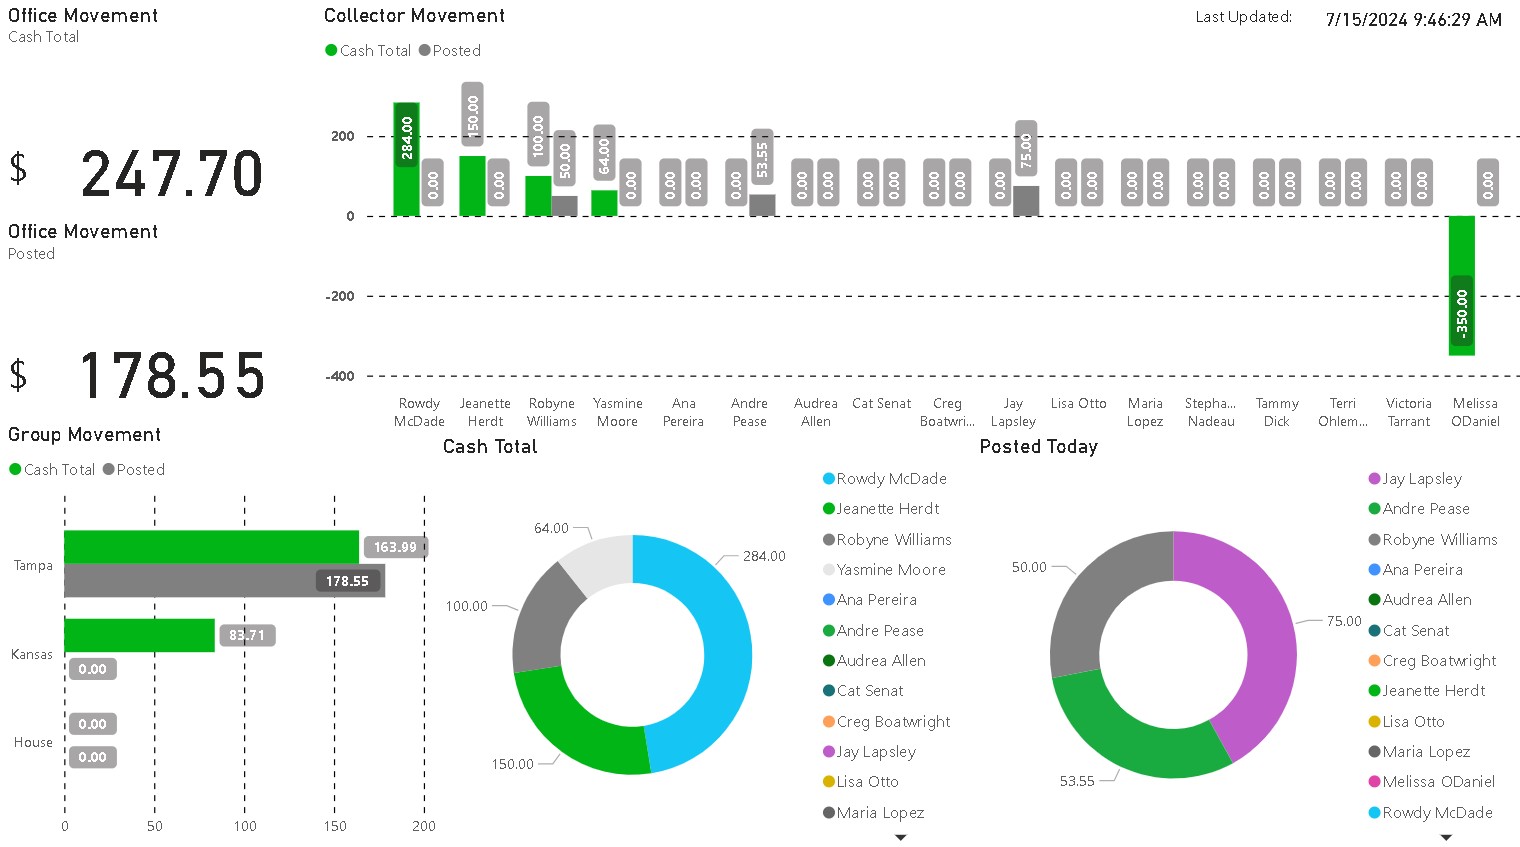 Office Movement
Cash Total
$ 247.70
Office Movement
Posted
$ 178.55
Collector Movement
Cash Total Posted
Last Updated: 7/15/2024 9:46:29 AM
200
0
-200
-400
284.00 0.00 150.00 0.00 100.00 50.00 64.00 0.00 0.00 0.00 0.00 53.55 0.00 0.00 0.00 0.00 0.00 0.00 0.00 75.00 0.00 0.00 0.00 0.00 0.00 0.00 0.00 0.00 0.00 0.00 0.00 0.00 -350.00 0.00
Rowdy McDade
Jeanette Herdt
Robyne Williams
Yasmine Moore
Ana Pereira
Andre Pease
Audrea Allen
Cat Senat
Creg Boatwri...
Jay Lapsley
Lisa Otto
Maria Lopez
Stepha... Nadeau
Tammy Dick
Terri Ohlem...
Victoria Tarrant
Melissa ODaniel
Group Movement
Cash Total Posted
Tampa
163.99
178.55
Kansas
83.71
0.00
House
0.00
0.00
0 50 100 150 200
Cash Total
64.00
284.00
100.00
150.00
Rowdy McDade
Jeanette Herdt
Robyne Williams
Yasmine Moore
Ana Pereira
Andre Pease
Audrea Allen
Cat Senat
Creg Boatwright
Jay Lapsley
Lisa Otto
Maria Lopez
Posted Today
50.00
75.00
53.55
Jay Lapsley
Andre Pease
Robyne Williams
Ana Pereira
Audrea Allen
Cat Senat
Creg Boatwright
Jeanette Herdt
Lisa Otto
Maria Lopez
Melissa ODaniel
Rowdy McDade